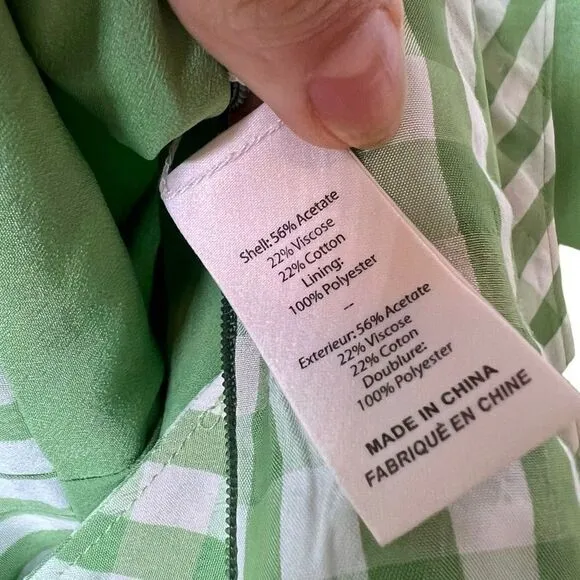 Shell: 56% Acetate
22% Viscose
22% Cotton
Lining:
100% Polyester
–
Exterieur: 56% Acetate
22% Viscose
22% Coton
Doublure:
100% Polyester
MADE IN CHINA
FABRIQUÉ EN CHINE